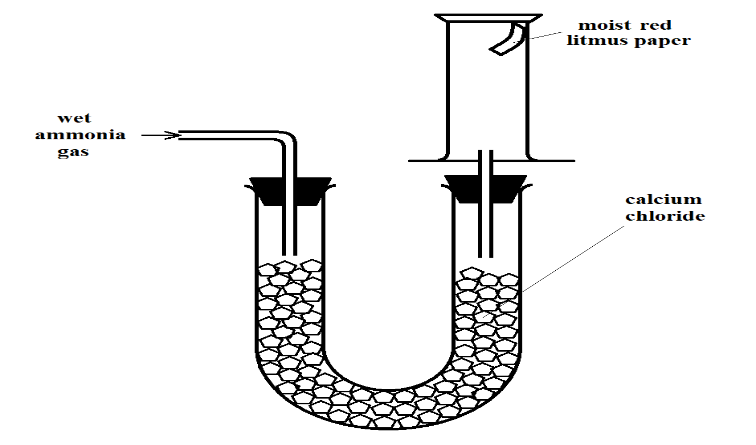 moist red
litmus paper
wet
ammonia
gas
calcium
chloride